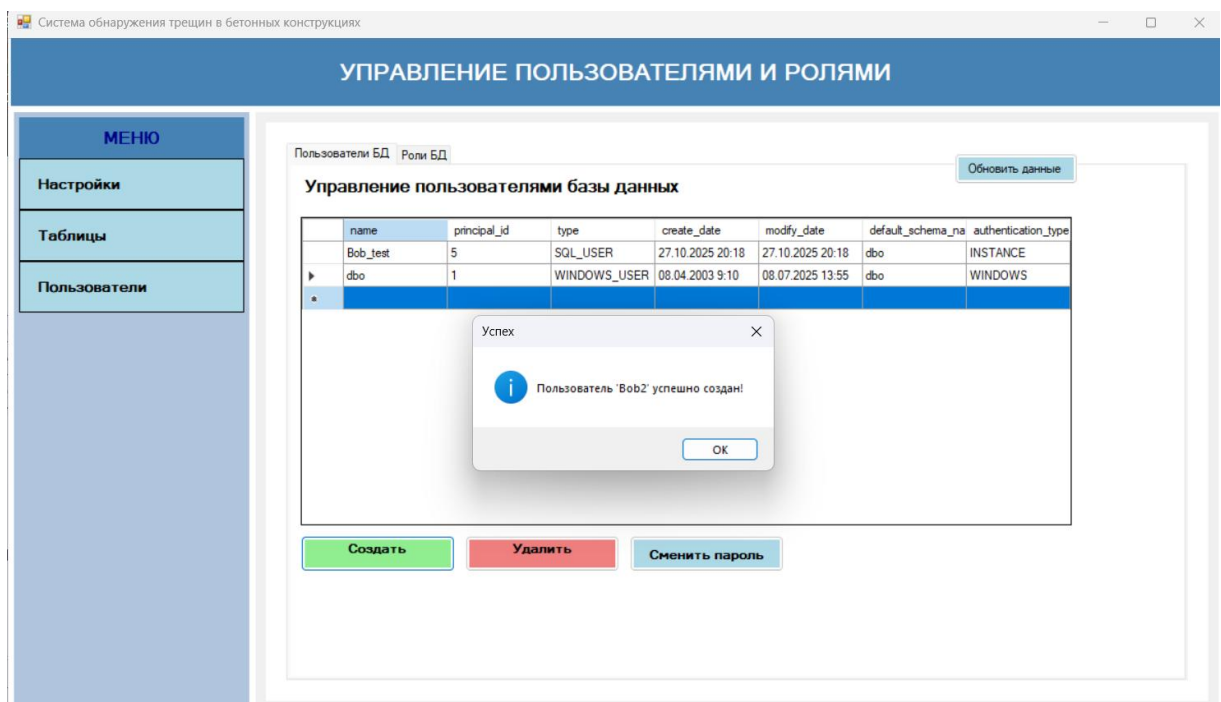 Система обнаружения трещин в бетонных конструкциях
УПРАВЛЕНИЕ ПОЛЬЗОВАТЕЛЯМИ И РОЛЯМИ
МЕНЮ
Настройки
Таблицы
Пользователи
Пользователи БД Роли БД
Обновить данные
Управление пользователями базы данных
name principal_id type create_date modify_date default_schema_na authentication_type
Bob_test 5 SQL_USER 27.10.2025 20:18 27.10.2025 20:18 dbo INSTANCE
dbo 1 WINDOWS_USER 08.04.2003 9:10 08.07.2025 13:55 dbo WINDOWS
Успех
Пользователь 'Bob2' успешно создан!
OK
Создать Удалить Сменить пароль